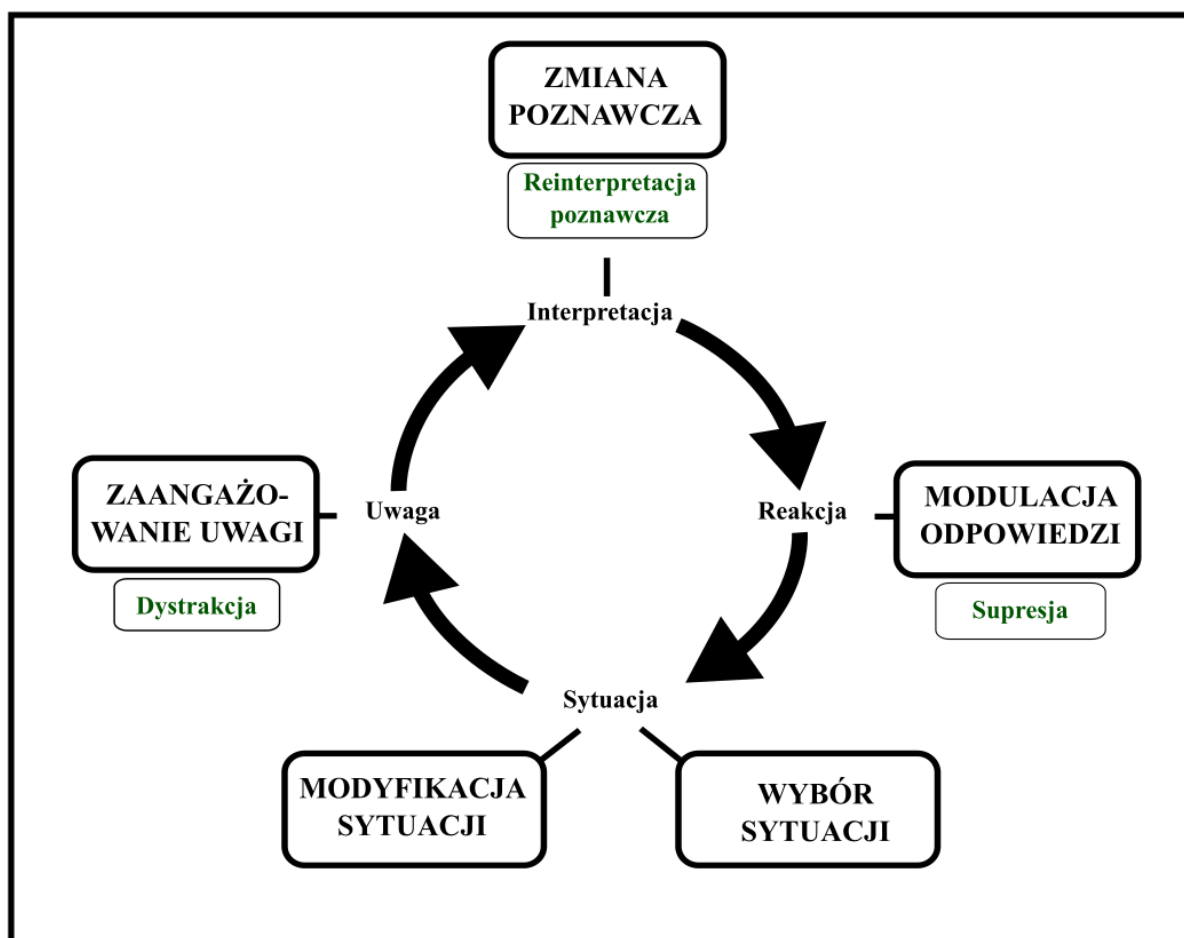 ZMIANA
POZNAWCZA
Reinterpretacja
poznawcza
Interpretacja
ZAANGAŻO-
WANIE UWAGI
Dystrakcja
Uwaga
Reakcja
MODULACJA
ODPOWIEDZI
Supresja
Sytuacja
MODYFIKACJA
SYTUACJI
WYBÓR
SYTUACJI